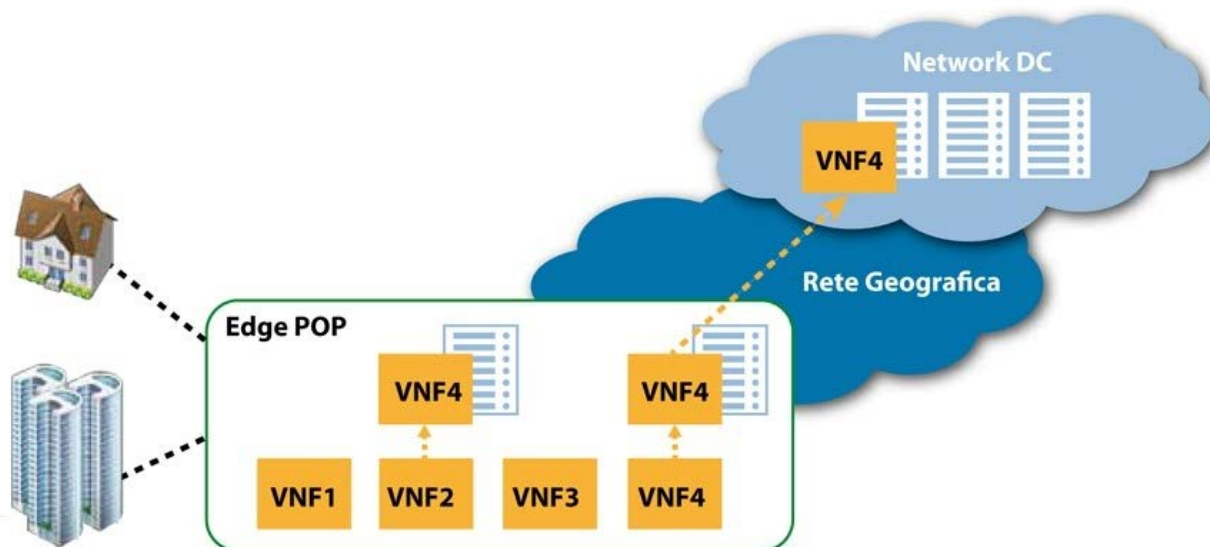 Network DC
VNF4
Rete Geografica
Edge POP
VNF4
VNF4
VNF1
VNF2
VNF3
VNF4